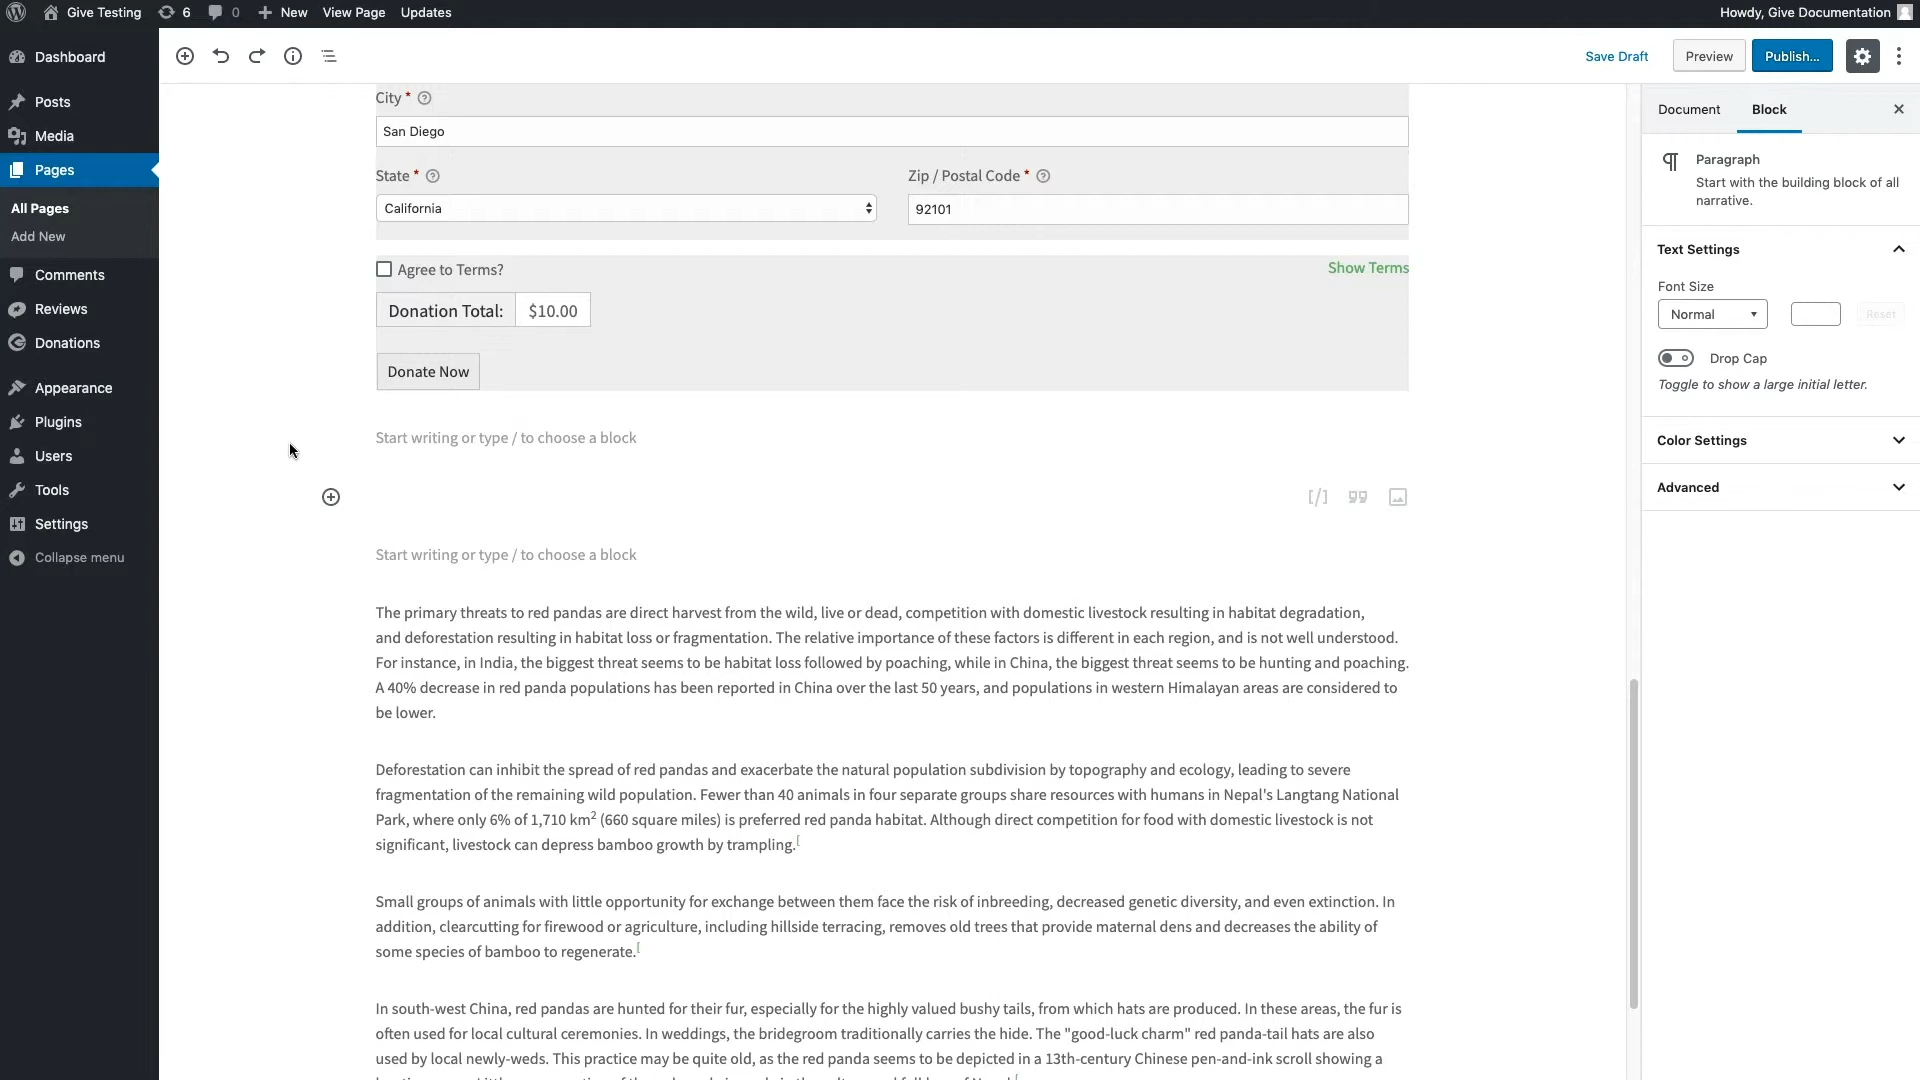 Give Testing 6 0 New View Page Updates Howdy, Give Documentation
Dashboard
Posts
Media
Pages
All Pages
Add New
Comments
Reviews
Donations
Appearance
Plugins
Users
Tools
Settings
Collapse menu
Save Draft Preview Publish...
City *
San Diego
State * Zip / Postal Code *
California 92101
Agree to Terms? Show Terms
Donation Total: $10.00
Donate Now
Start writing or type / to choose a block
Start writing or type / to choose a block
The primary threats to red pandas are direct harvest from the wild, live or dead, competition with domestic livestock resulting in habitat degradation,
and deforestation resulting in habitat loss or fragmentation. The relative importance of these factors is different in each region, and is not well understood.
For instance, in India, the biggest threat seems to be habitat loss followed by poaching, while in China, the biggest threat seems to be hunting and poaching.
A 40% decrease in red panda populations has been reported in China over the last 50 years, and populations in western Himalayan areas are considered to
be lower.
Deforestation can inhibit the spread of red pandas and exacerbate the natural population subdivision by topography and ecology, leading to severe
fragmentation of the remaining wild population. Fewer than 40 animals in four separate groups share resources with humans in Nepal's Langtang National
Park, where only 6% of 1,710 km² (660 square miles) is preferred red panda habitat. Although direct competition for food with domestic livestock is not
significant, livestock can depress bamboo growth by trampling.[
Small groups of animals with little opportunity for exchange between them face the risk of inbreeding, decreased genetic diversity, and even extinction. In
addition, clearcutting for firewood or agriculture, including hillside terracing, removes old trees that provide maternal dens and decreases the ability of
some species of bamboo to regenerate.[
In south-west China, red pandas are hunted for their fur, especially for the highly valued bushy tails, from which hats are produced. In these areas, the fur is
often used for local cultural ceremonies. In weddings, the bridegroom traditionally carries the hide. The "good-luck charm" red panda-tail hats are also
used by local newly-weds. This practice may be quite old, as the red panda seems to be depicted in a 13th-century Chinese pen-and-ink scroll showing a
Document Block
Paragraph
Start with the building block of all
narrative.
Text Settings
Font Size
Normal Reset
Drop Cap
Toggle to show a large initial letter.
Color Settings
Advanced